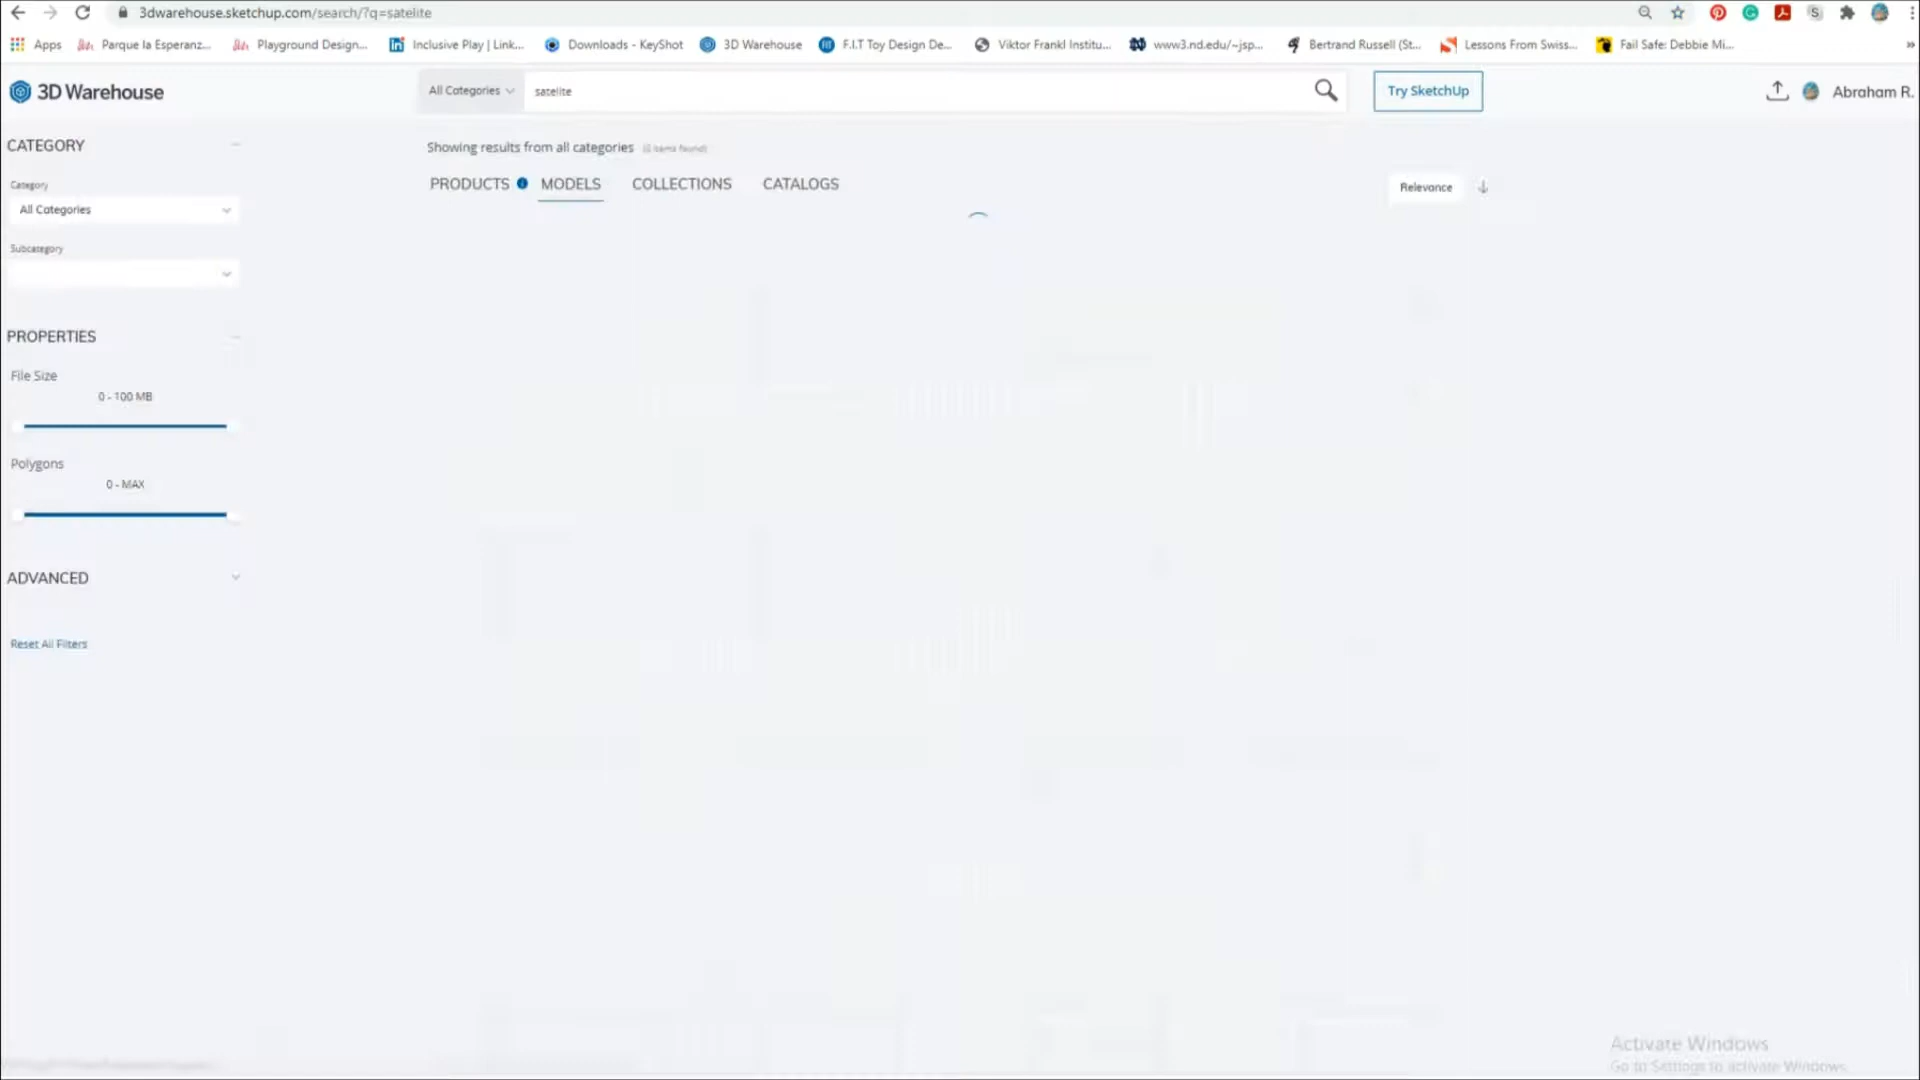 3dwarehouse.sketchup.com/search/?q=satelite
Apps Parque la Esperanz... Playground Design... Inclusive Play | Link... Downloads - KeyShot 3D Warehouse F.I.T Toy Design De... Viktor Frankl Institu... www3.nd.edu/~jsp... Bertrand Russell (St... Lessons From Swiss... Fail Safe: Debbie Mi... »
3D Warehouse All Categories satelite Try SketchUp Abraham R.
CATEGORY
Showing results from all categories (0 items found)
PRODUCTS MODELS COLLECTIONS CATALOGS Relevance
Category
All Categories
Subcategory
PROPERTIES
File Size
0 - 100 MB
Polygons
0 - MAX
ADVANCED
Reset All Filters
Activate Windows
Go to Settings to activate Windows.